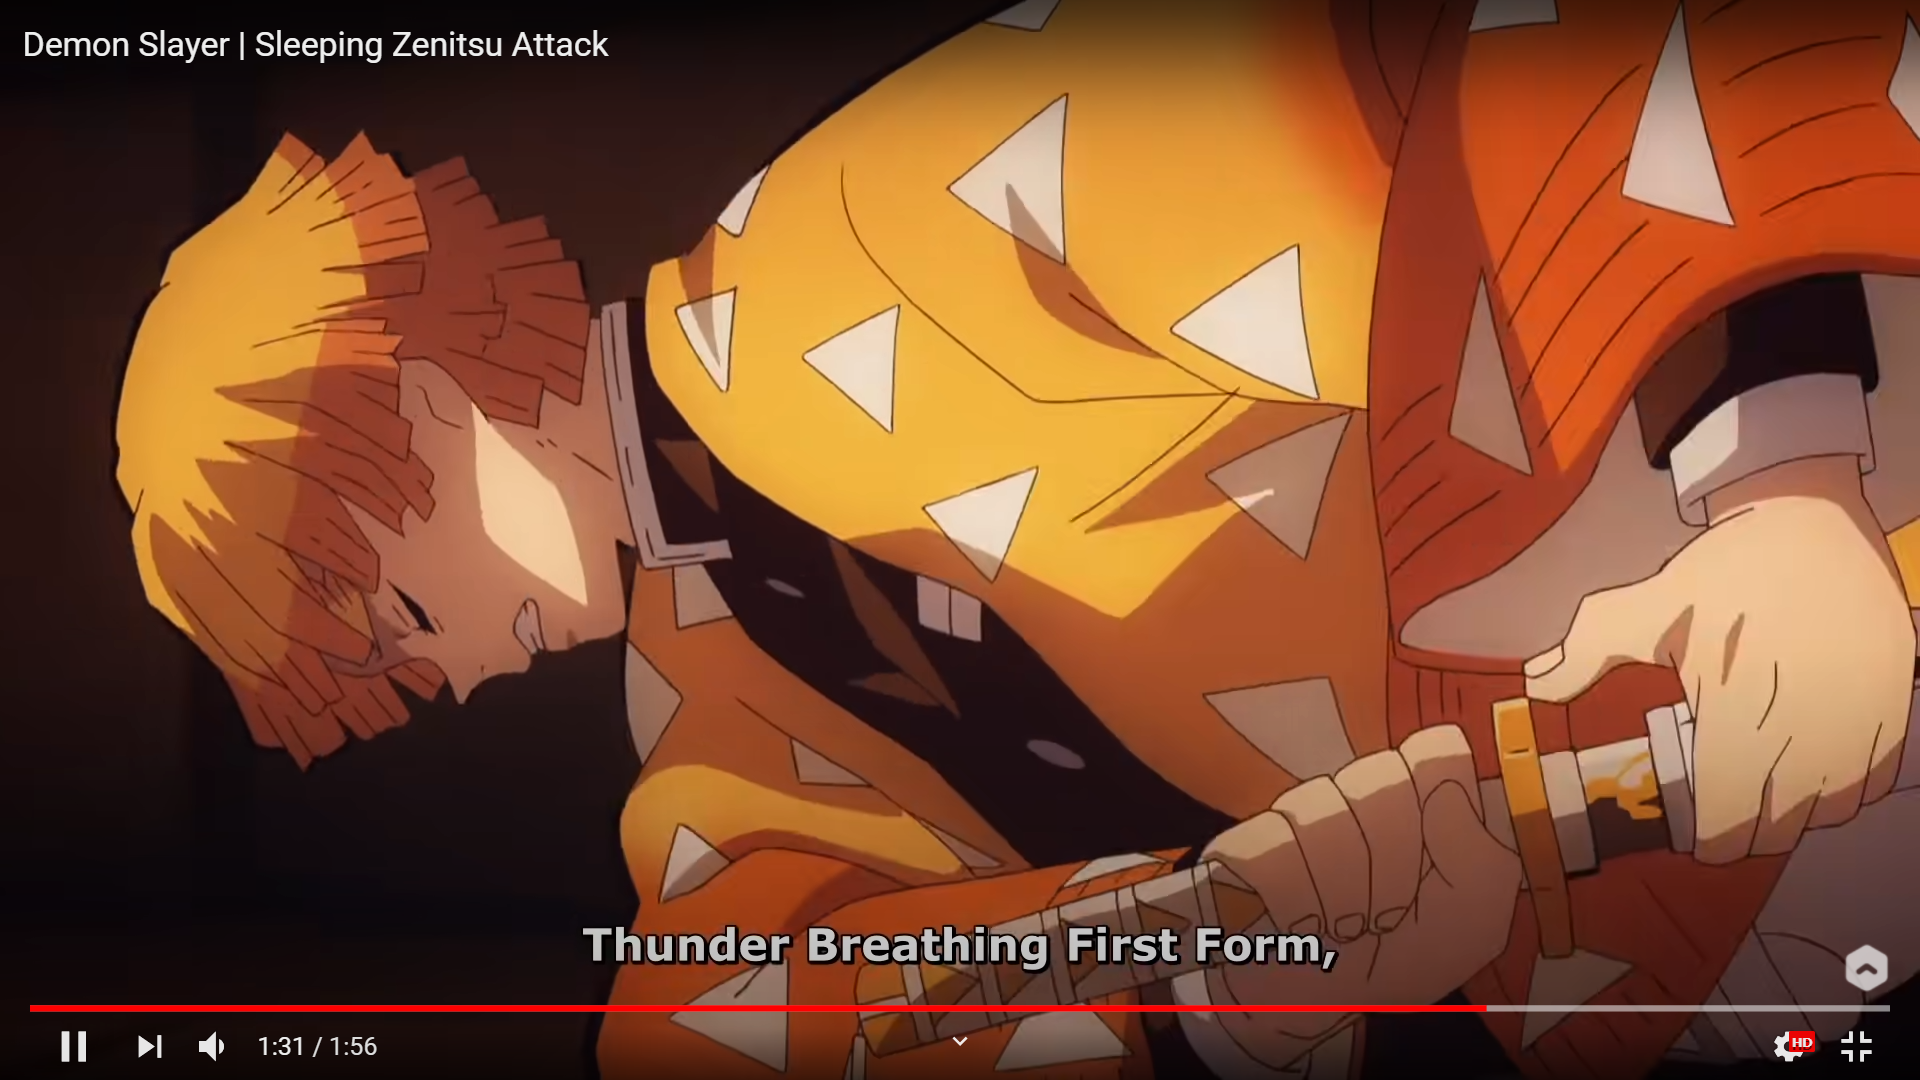 Demon Slayer | Sleeping Zenitsu Attack
Thunder Breathing First Form,
1:31 / 1:56
HD